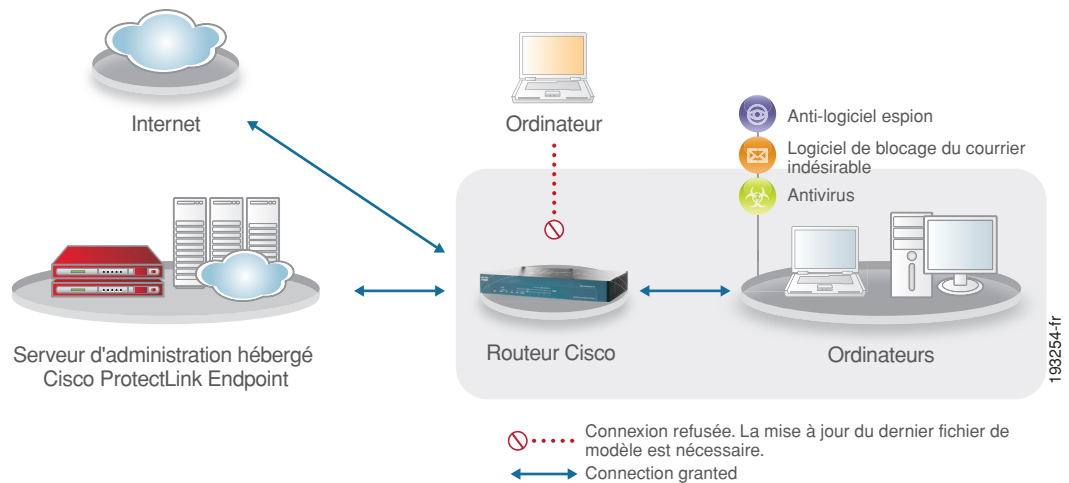 Internet
Ordinateur
Anti-logiciel espion
Logiciel de blocage du courrier
indésirable
Antivirus
Serveur d'administration hébergé
Cisco ProtectLink Endpoint
Routeur Cisco
Ordinateurs
193254-fr
Connexion refusée. La mise à jour du dernier fichier de
modèle est nécessaire.
Connection granted